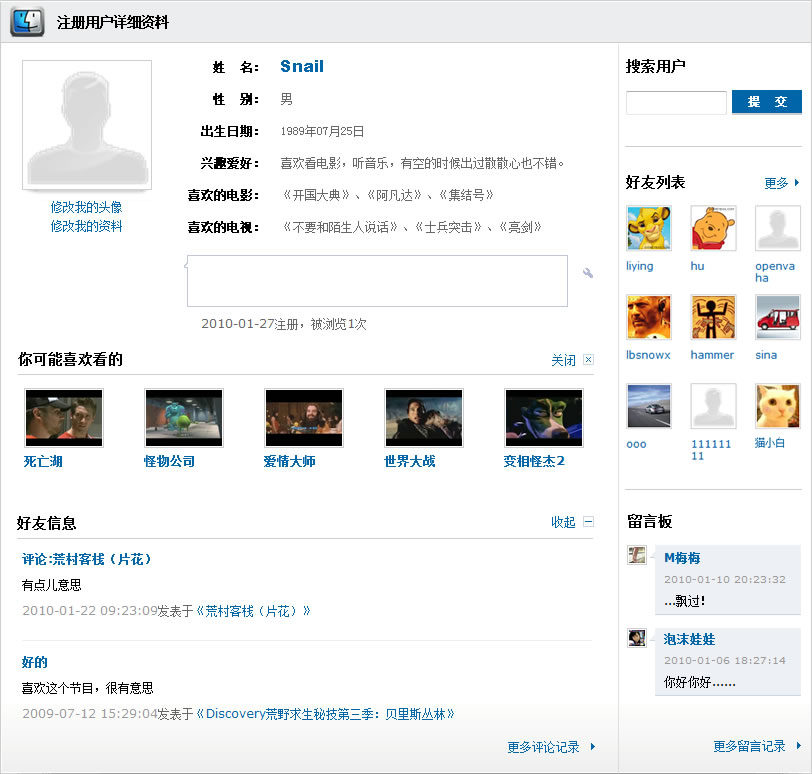 注册用户详细资料
姓 名： Snail
性 别： 男
出生日期： 1989年07月25日
兴趣爱好： 喜欢看电影，听音乐，有空的时候出过散散心也不错。
喜欢的电影： 《开国大典》、《阿凡达》、《集结号》
喜欢的电视： 《不要和陌生人说话》、《士兵突击》、《亮剑》
修改我的头像
修改我的资料
2010-01-27注册，被浏览1次
你可能喜欢看的 关闭
死亡湖 怪物公司 爱情大师 世界大战 变相怪杰2
好友信息 收起
评论:荒村客栈（片花）
有点儿意思
2010-01-22 09:23:09发表于《荒村客栈（片花）》
好的
喜欢这个节目，很有意思
2009-07-12 15:29:04发表于《Discovery荒野求生秘技第三季：贝里斯丛林》
更多评论记录
搜索用户
提 交
好友列表 更多
liying hu openva
ha
lbsnowx hammer sina
ooo 111111 猫小白
11
留言板
M梅梅
2010-01-10 20:23:32
...飘过！
泡沫娃娃
2010-01-06 18:27:14
你好你好......
更多留言记录